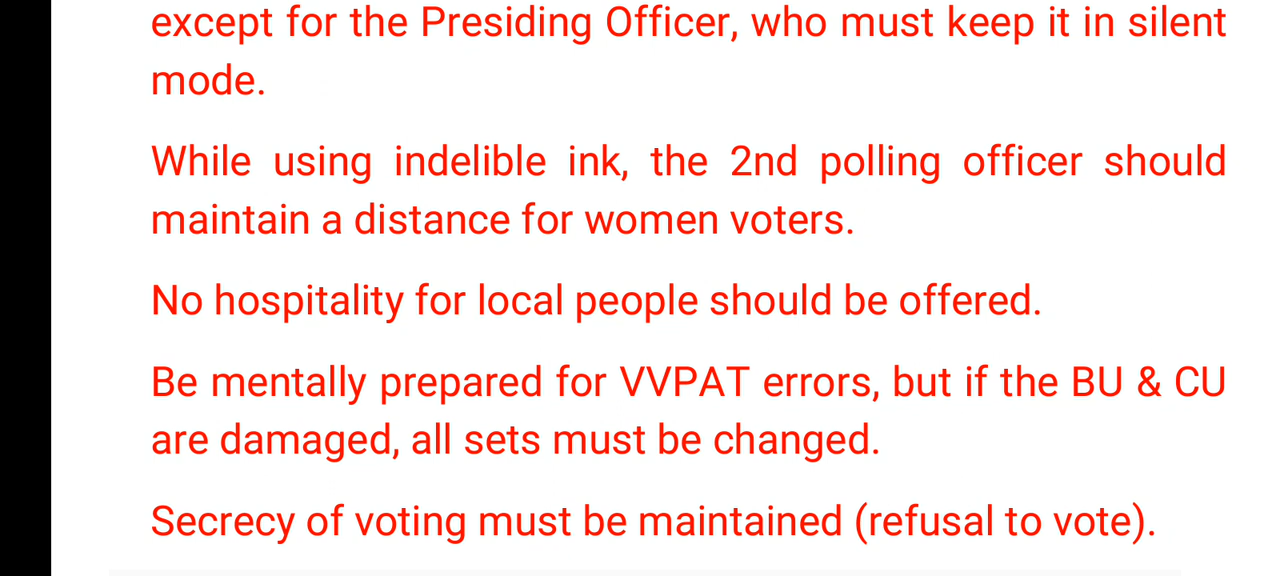 except for the Presiding Officer, who must keep it in silent
mode.
While using indelible ink, the 2nd polling officer should
maintain a distance for women voters.
No hospitality for local people should be offered.
Be mentally prepared for VVPAT errors, but if the BU & CU
are damaged, all sets must be changed.
Secrecy of voting must be maintained (refusal to vote).